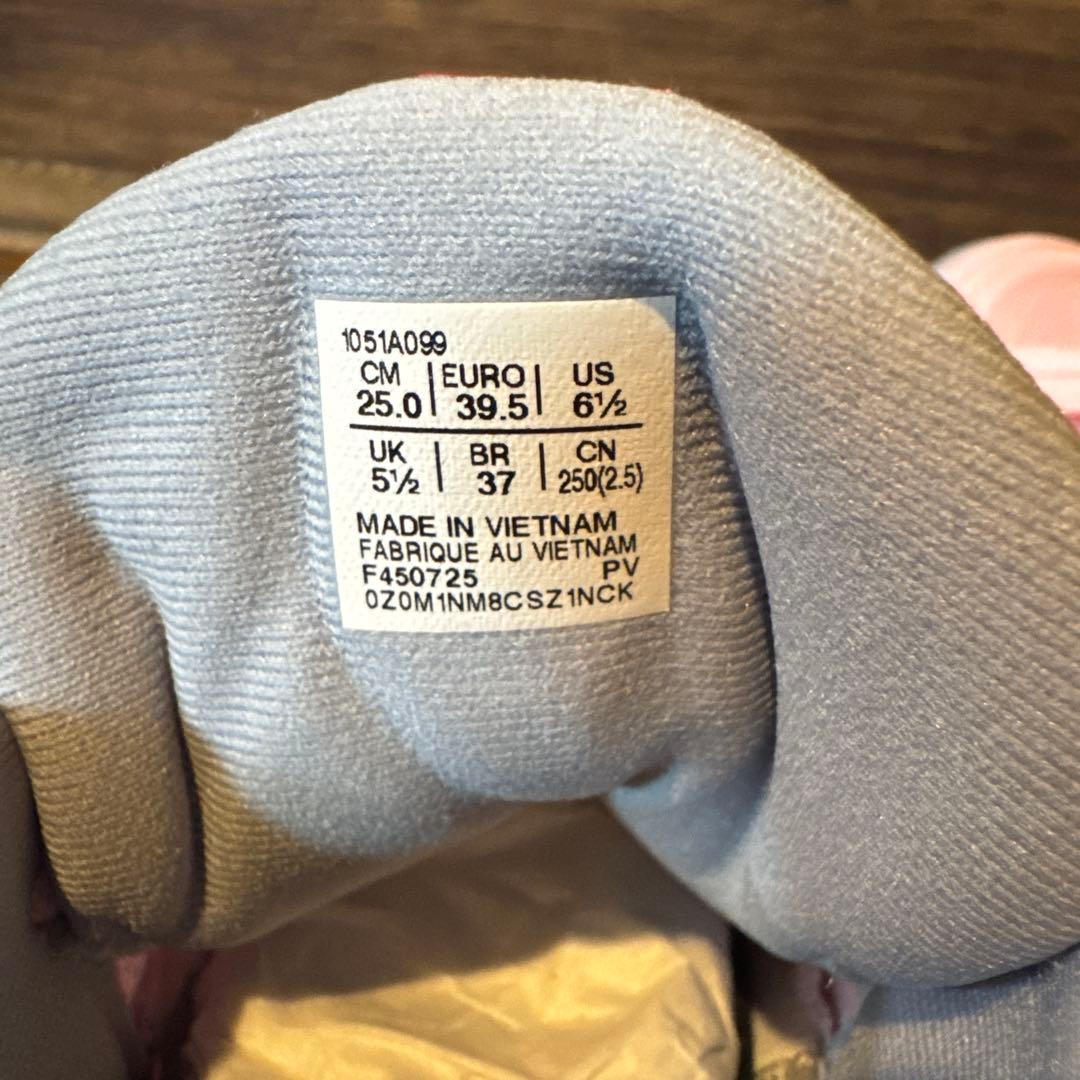 1051A099
CM | EURO | US
25.0 | 39.5 | 6½
UK | BR | CN
5½ | 37 | 250(2.5)
MADE IN VIETNAM
FABRIQUE AU VIETNAM
F450725 PV
0Z0M1NM8CSZ1NCK